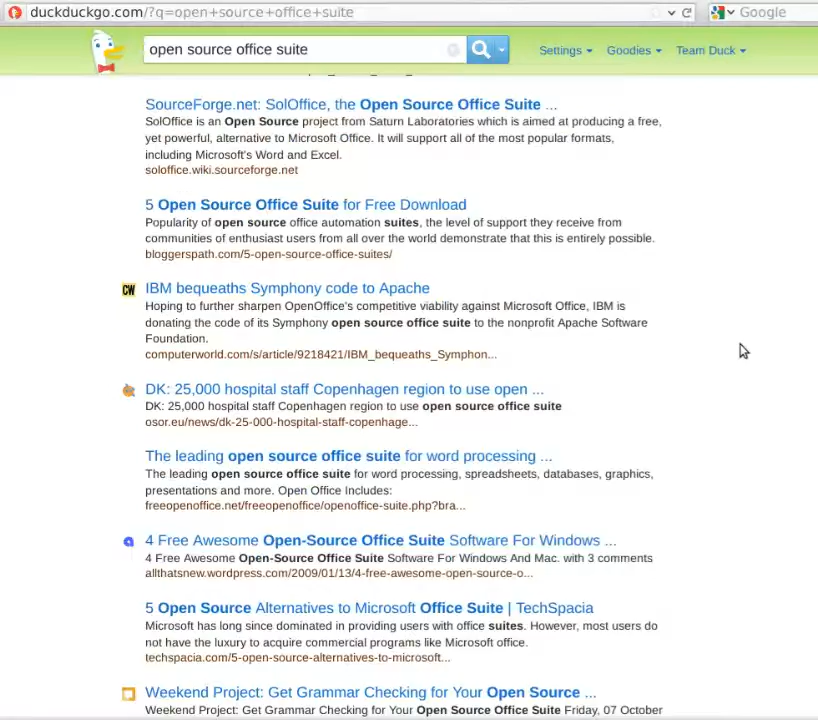 duckduckgo.com/?q=open+source+office+suite
Google
open source office suite
Settings
Goodies
Team Duck
SourceForge.net: SolOffice, the Open Source Office Suite ...
SolOffice is an Open Source project from Saturn Laboratories which is aimed at producing a free,
yet powerful, alternative to Microsoft Office. It will support all of the most popular formats,
including Microsoft's Word and Excel.
soloffice.wiki.sourceforge.net
5 Open Source Office Suite for Free Download
Popularity of open source office automation suites, the level of support they receive from
communities of enthusiast users from all over the world demonstrate that this is entirely possible.
bloggerspath.com/5-open-source-office-suites/
CW
IBM bequeaths Symphony code to Apache
Hoping to further sharpen OpenOffice's competitive viability against Microsoft Office, IBM is
donating the code of its Symphony open source office suite to the nonprofit Apache Software
Foundation.
computerworld.com/s/article/9218421/IBM_bequeaths_Symphon...
DK: 25,000 hospital staff Copenhagen region to use open ...
DK: 25,000 hospital staff Copenhagen region to use open source office suite
osor.eu/news/dk-25-000-hospital-staff-copenhage...
The leading open source office suite for word processing ...
The leading open source office suite for word processing, spreadsheets, databases, graphics,
presentations and more. Open Office Includes:
freeopenoffice.net/freeopenoffice/openoffice-suite.php?bra...
4 Free Awesome Open-Source Office Suite Software For Windows ...
4 Free Awesome Open-Source Office Suite Software For Windows And Mac. with 3 comments
allthatsnew.wordpress.com/2009/01/13/4-free-awesome-open-source-o...
5 Open Source Alternatives to Microsoft Office Suite | TechSpacia
Microsoft has long since dominated in providing users with office suites. However, most users do
not have the luxury to acquire commercial programs like Microsoft office.
techspacia.com/5-open-source-alternatives-to-microsoft...
Weekend Project: Get Grammar Checking for Your Open Source ...
Weekend Project: Get Grammar Checking for Your Open Source Office Suite Friday, 07 October